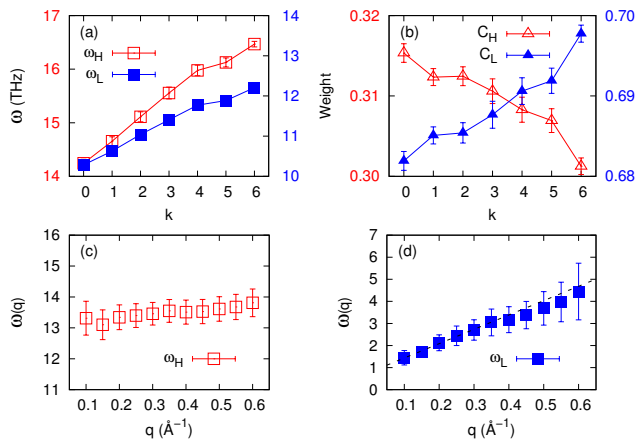 (a)
ω_H
ω_L
ω (THz)
17
16
15
14
14
13
12
11
10
0 1 2 3 4 5 6
k
(b)
C_H
C_L
Weight
0.32
0.31
0.30
0.70
0.69
0.68
0 1 2 3 4 5 6
k
(c)
ω(q)
16
15
14
13
12
11
ω_H
0.1 0.2 0.3 0.4 0.5 0.6
q (Å⁻¹)
(d)
ω(q)
7
6
5
4
3
2
1
0
ω_L
0.1 0.2 0.3 0.4 0.5 0.6
q (Å⁻¹)